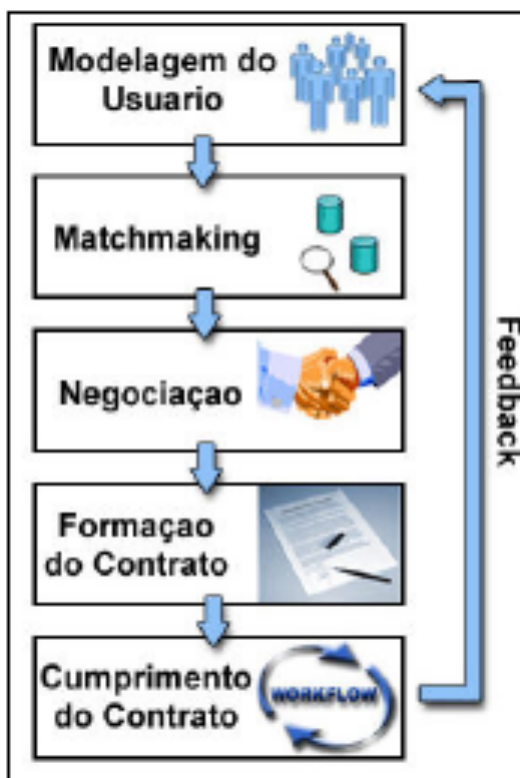 Modelagem do
Usuario
Matchmaking
Negociaçao
Formaçao
do Contrato
Cumprimento
do Contrato
WORKFLOW
Feedback